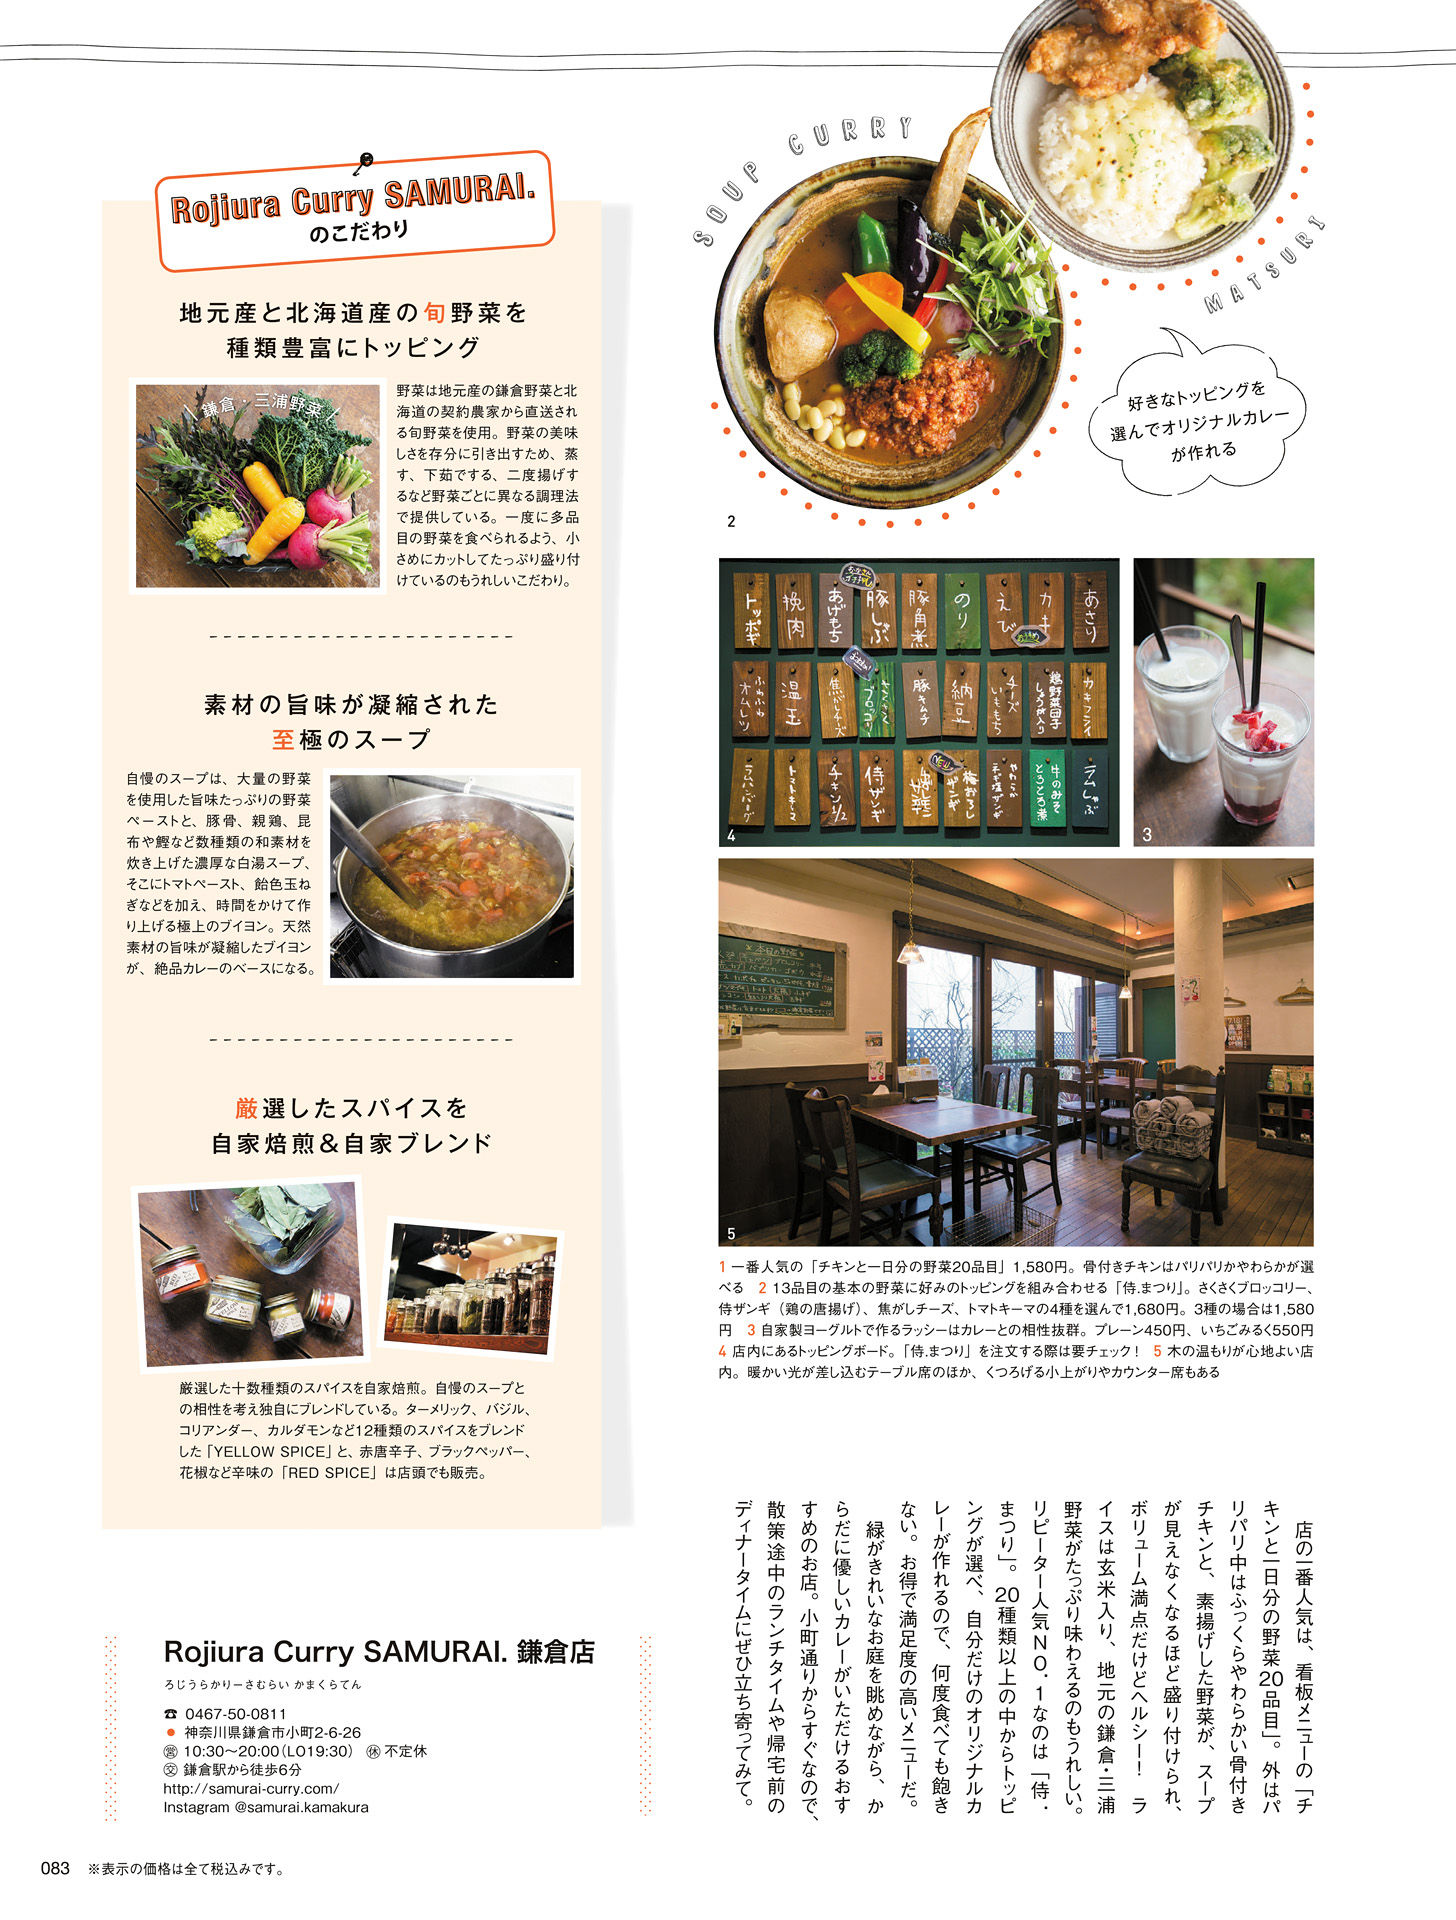 Rojiura Curry SAMURAI.
のこだわり
地元産と北海道産の旬野菜を
種類豊富にトッピング
鎌倉・三浦野菜
野菜は地元産の鎌倉野菜と北
海道の契約農家から直送され
る旬野菜を使用。野菜の美味
しさを存分に引き出すため、蒸
す、下茹でする、二度揚げす
るなど野菜ごとに異なる調理法
で提供している。一度に多品
目の野菜を食べられるよう、小
さめにカットしてたっぷり盛り付
けているのもうれしいこだわり。
素材の旨味が凝縮された
至極のスープ
自慢のスープは、大量の野菜
を使用した旨味たっぷりの野菜
ペーストと、豚骨、親鶏、昆
布や鰹など数種類の和素材を
炊き上げた濃厚な白湯スープ、
そこにトマトペースト、飴色玉ね
ぎなどを加え、時間をかけて作
り上げる極上のブイヨン。天然
素材の旨味が凝縮したブイヨン
が、絶品カレーのベースになる。
厳選したスパイスを
自家焙煎&自家ブレンド
厳選した十数種類のスパイスを自家焙煎。自慢のスープと
の相性を考え独自にブレンドしている。ターメリック、バジル、
コリアンダー、カルダモンなど12種類のスパイスをブレンド
した「YELLOW SPICE」と、赤唐辛子、ブラックペッパー、
花椒など辛味の「RED SPICE」は店頭でも販売。
SOUP CURRY
MATSURI
好きなトッピングを
選んでオリジナルカレー
が作れる
2
あさり
カキ
えび
のり
豚角煮
豚しぶ
あげもち
挽肉
トッポギ
カキフライ
鶏野菜団子
しょうが入り
チーズ
いももち
納豆
豚キムチ
さくさく
ブロッコリー
焦がしチーズ
温玉
ふわふわ
オムレツ
ラムしゃぶ
牛のみそ
とろとろ煮
やわらか
ネギ塩ザンギ
梅おろし
ザンギ
NEW
侍ザンギ
チキン1/2
トマトキーマ
ラムハンバーグ
4
3
本日の野菜
5
1 一番人気の「チキンと一日分の野菜20品目」1,580円。骨付きチキンはパリパリかやわらかが選
べる 2 13品目の基本の野菜に好みのトッピングを組み合わせる「侍.まつり」。さくさくブロッコリー、
侍ザンギ（鶏の唐揚げ）、焦がしチーズ、トマトキーマの4種を選んで1,680円。3種の場合は1,580
円 3 自家製ヨーグルトで作るラッシーはカレーとの相性抜群。プレーン450円、いちごみるく550円
4 店内にあるトッピングボード。「侍.まつり」を注文する際は要チェック！ 5 木の温もりが心地よい店
内。暖かい光が差し込むテーブル席のほか、くつろげる小上がりやカウンター席もある
店の一番人気は、看板メニューの「チ
キンと一日分の野菜20品目」。外はパ
リパリ中はふっくらやわらかい骨付き
チキンと、素揚げした野菜が、スープ
が見えなくなるほど盛り付けられ、
ボリューム満点だけどヘルシー！ ラ
イスは玄米入り、地元の鎌倉・三浦
野菜がたっぷり味わえるのもうれしい。
リピーター人気NO.1なのは「侍.
まつり」。20種類以上の中からトッピ
ングが選べ、自分だけのオリジナルカ
レーが作れるので、何度食べても飽き
ない。お得で満足度の高いメニューだ。
緑がきれいなお庭を眺めながら、か
らだに優しいカレーがいただけるおす
すめのお店。小町通りからすぐなので、
散策途中のランチタイムや帰宅前の
ディナータイムにぜひ立ち寄ってみて。
Rojiura Curry SAMURAI. 鎌倉店
ろじうらかりーさむらい かまくらてん
☎ 0467-50-0811
● 神奈川県鎌倉市小町2-6-26
㊢ 10:30〜20:00（LO19:30） ㊡ 不定休
交 鎌倉駅から徒歩6分
http://samurai-curry.com/
Instagram @samurai.kamakura
083 ※表示の価格は全て税込みです。